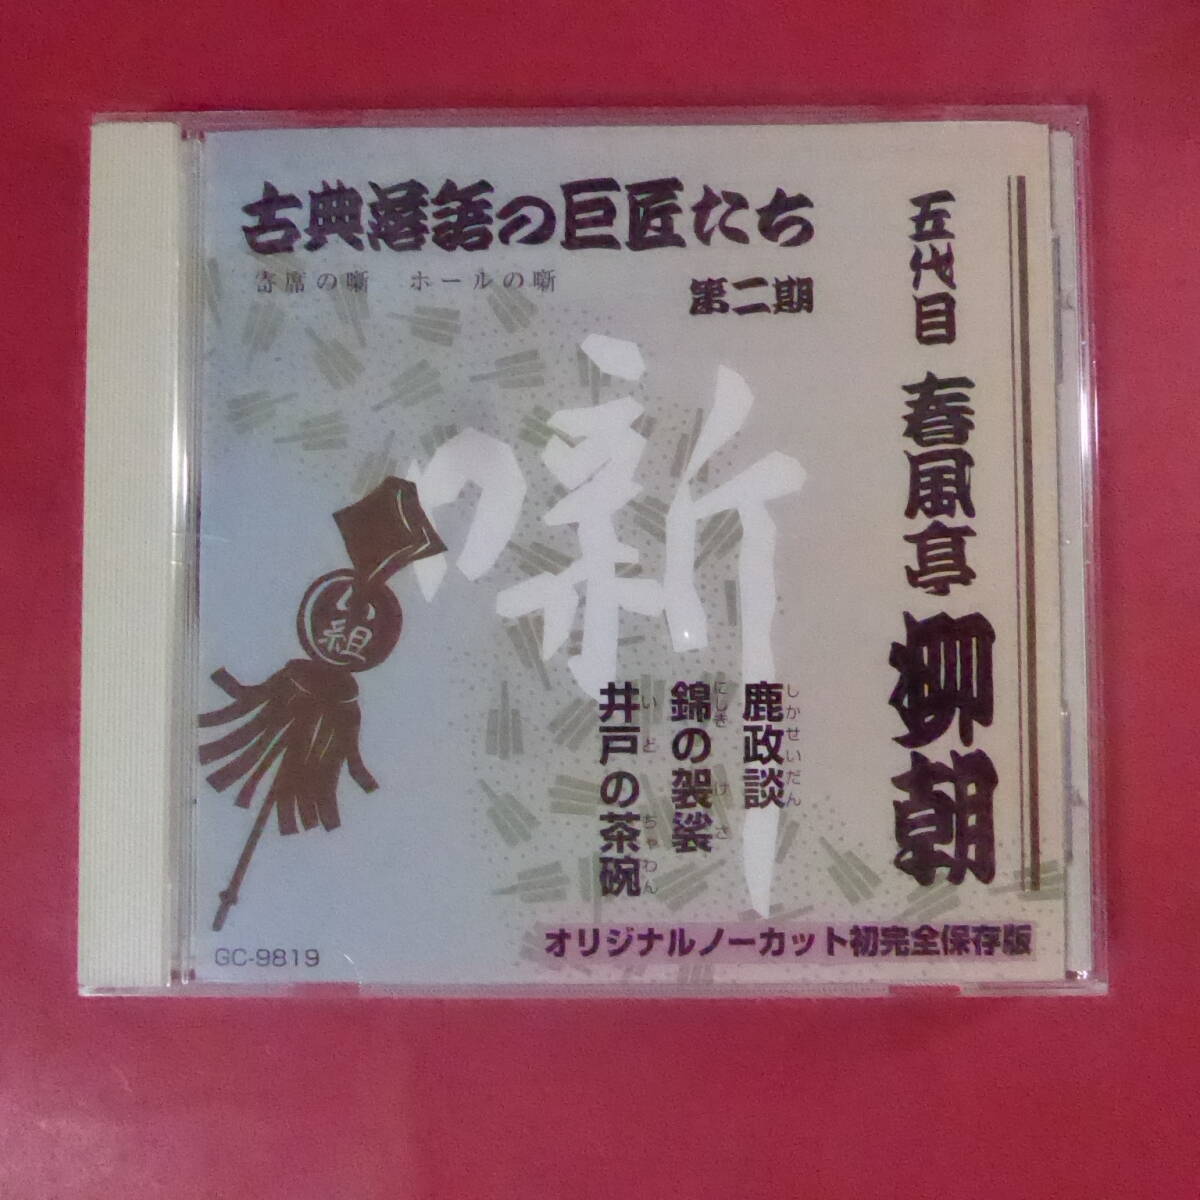 古典落語の巨匠たち
寄席の噺　ホールの噺
第二期
五代目 春風亭 柳朝
噺
い組
鹿政談
しかせいだん
錦の袈裟
にしき けさ
井戸の茶碗
いど ちゃわん
オリジナルノーカット初完全保存版
GC-9819